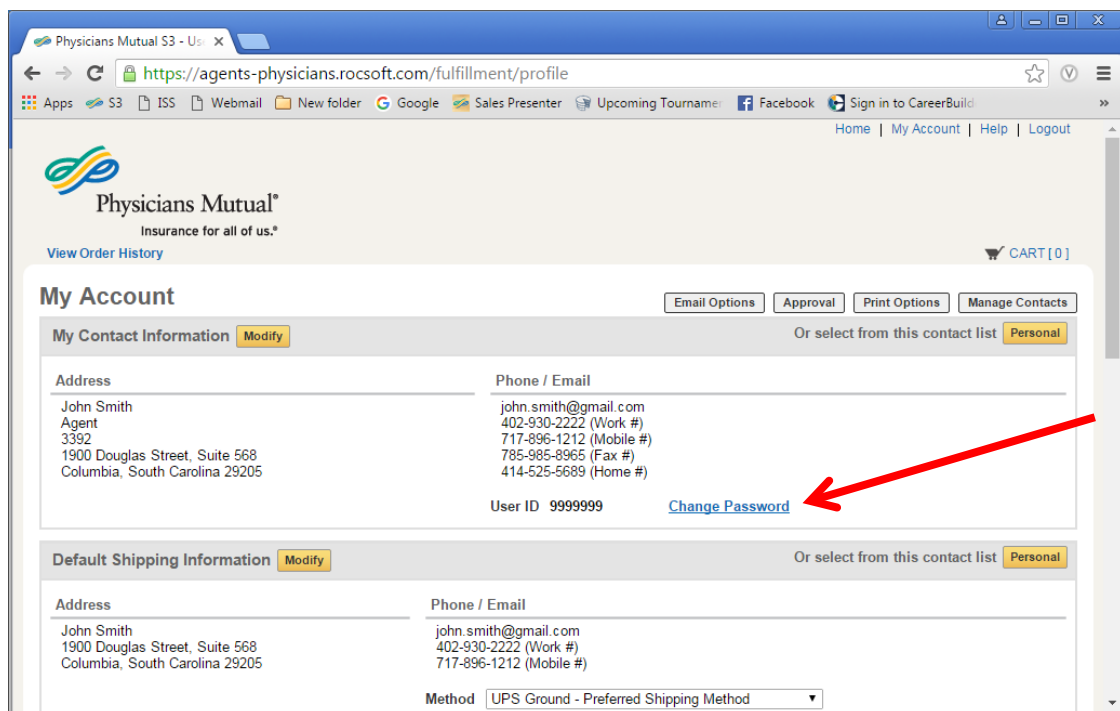 Physicians Mutual S3 - Us
https://agents-physicians.rocsoft.com/fulfillment/profile
Apps S3 ISS Webmail New folder Google Sales Presenter Upcoming Tournamen Facebook Sign in to CareerBuild »
Home | My Account | Help | Logout
Physicians Mutual®
Insurance for all of us.®
View Order History CART [ 0 ]
My Account Email Options Approval Print Options Manage Contacts
My Contact Information Modify Or select from this contact list Personal
Address Phone / Email
John Smith john.smith@gmail.com
Agent 402-930-2222 (Work #)
3392 717-896-1212 (Mobile #)
1900 Douglas Street, Suite 568 785-985-8965 (Fax #)
Columbia, South Carolina 29205 414-525-5689 (Home #)
User ID 9999999 Change Password
Default Shipping Information Modify Or select from this contact list Personal
Address Phone / Email
John Smith john.smith@gmail.com
1900 Douglas Street, Suite 568 402-930-2222 (Work #)
Columbia, South Carolina 29205 717-896-1212 (Mobile #)
Method UPS Ground - Preferred Shipping Method